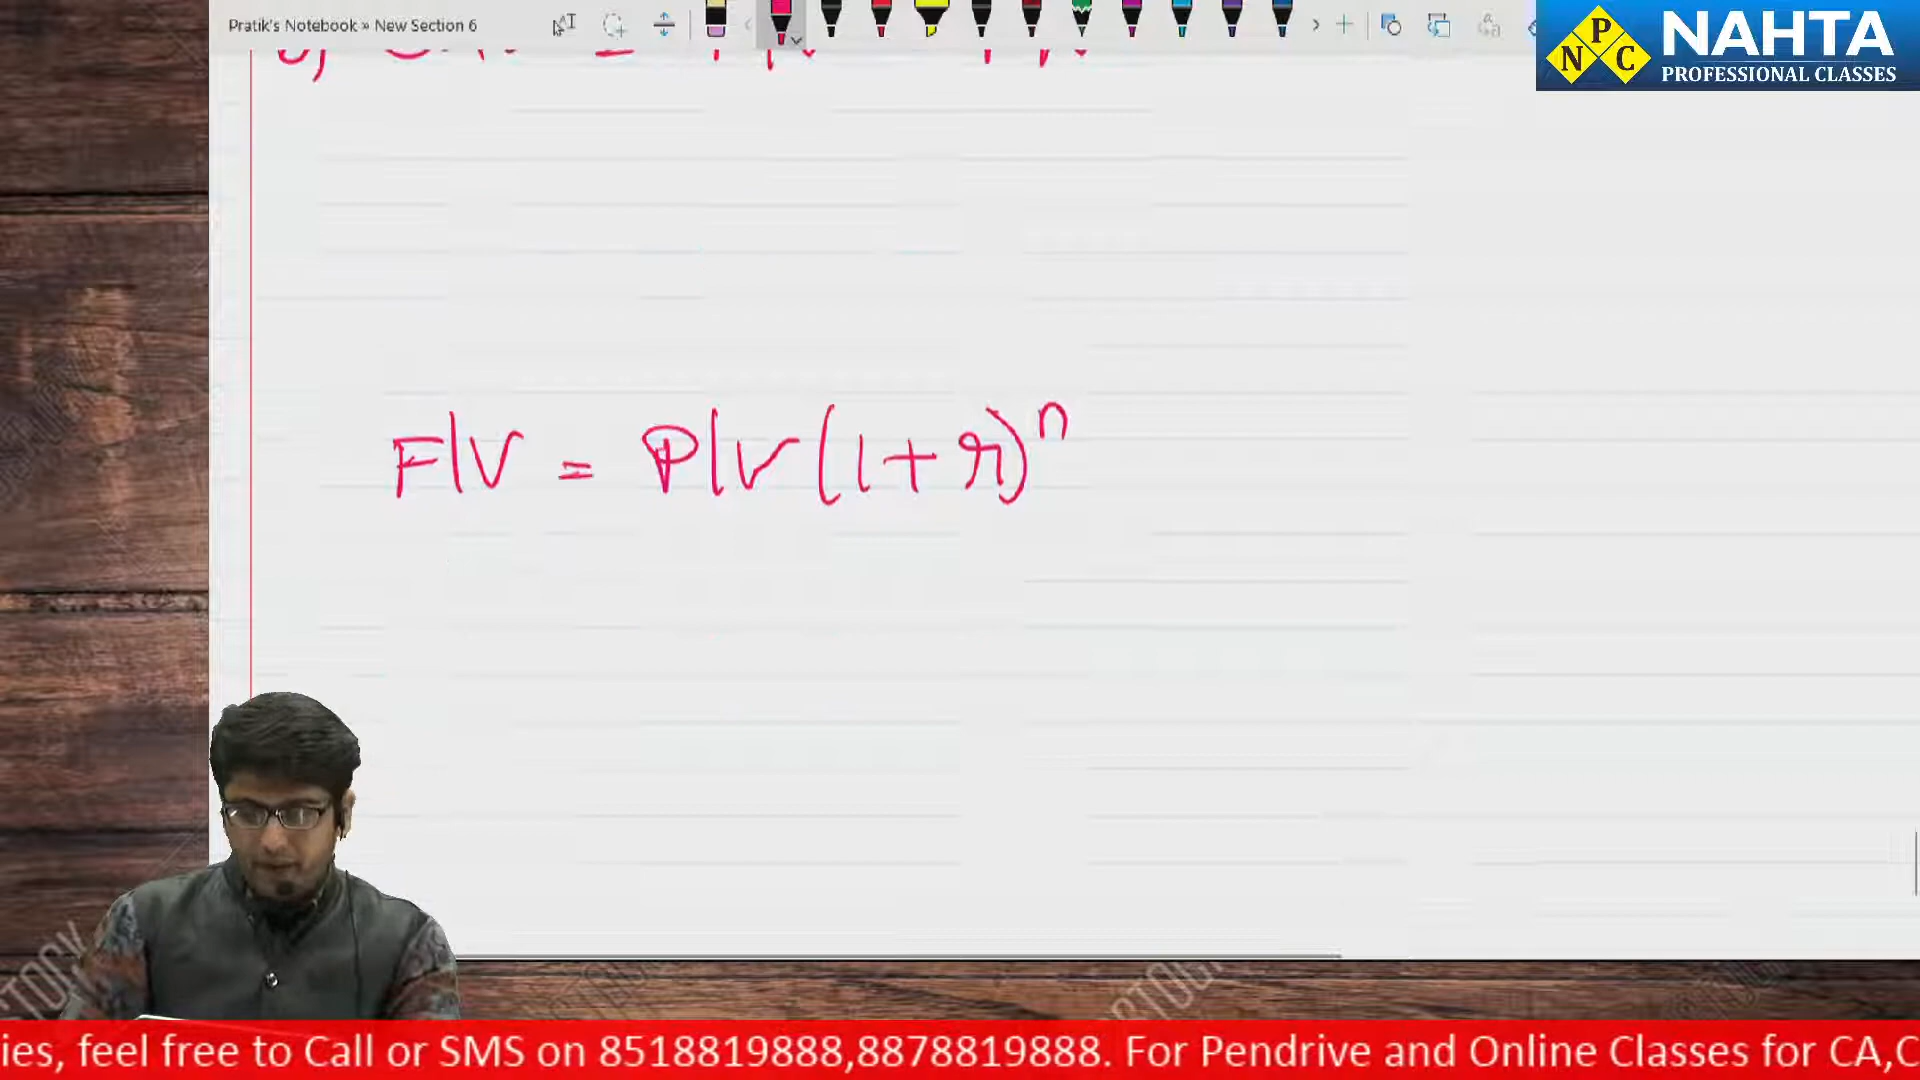 Pratik's Notebook » New Section 6
NPC
NAHTA
PROFESSIONAL CLASSES
F/V = P/V (1+r)^n
ies, feel free to Call or SMS on 8518819888,8878819888. For Pendrive and Online Classes for CA,C